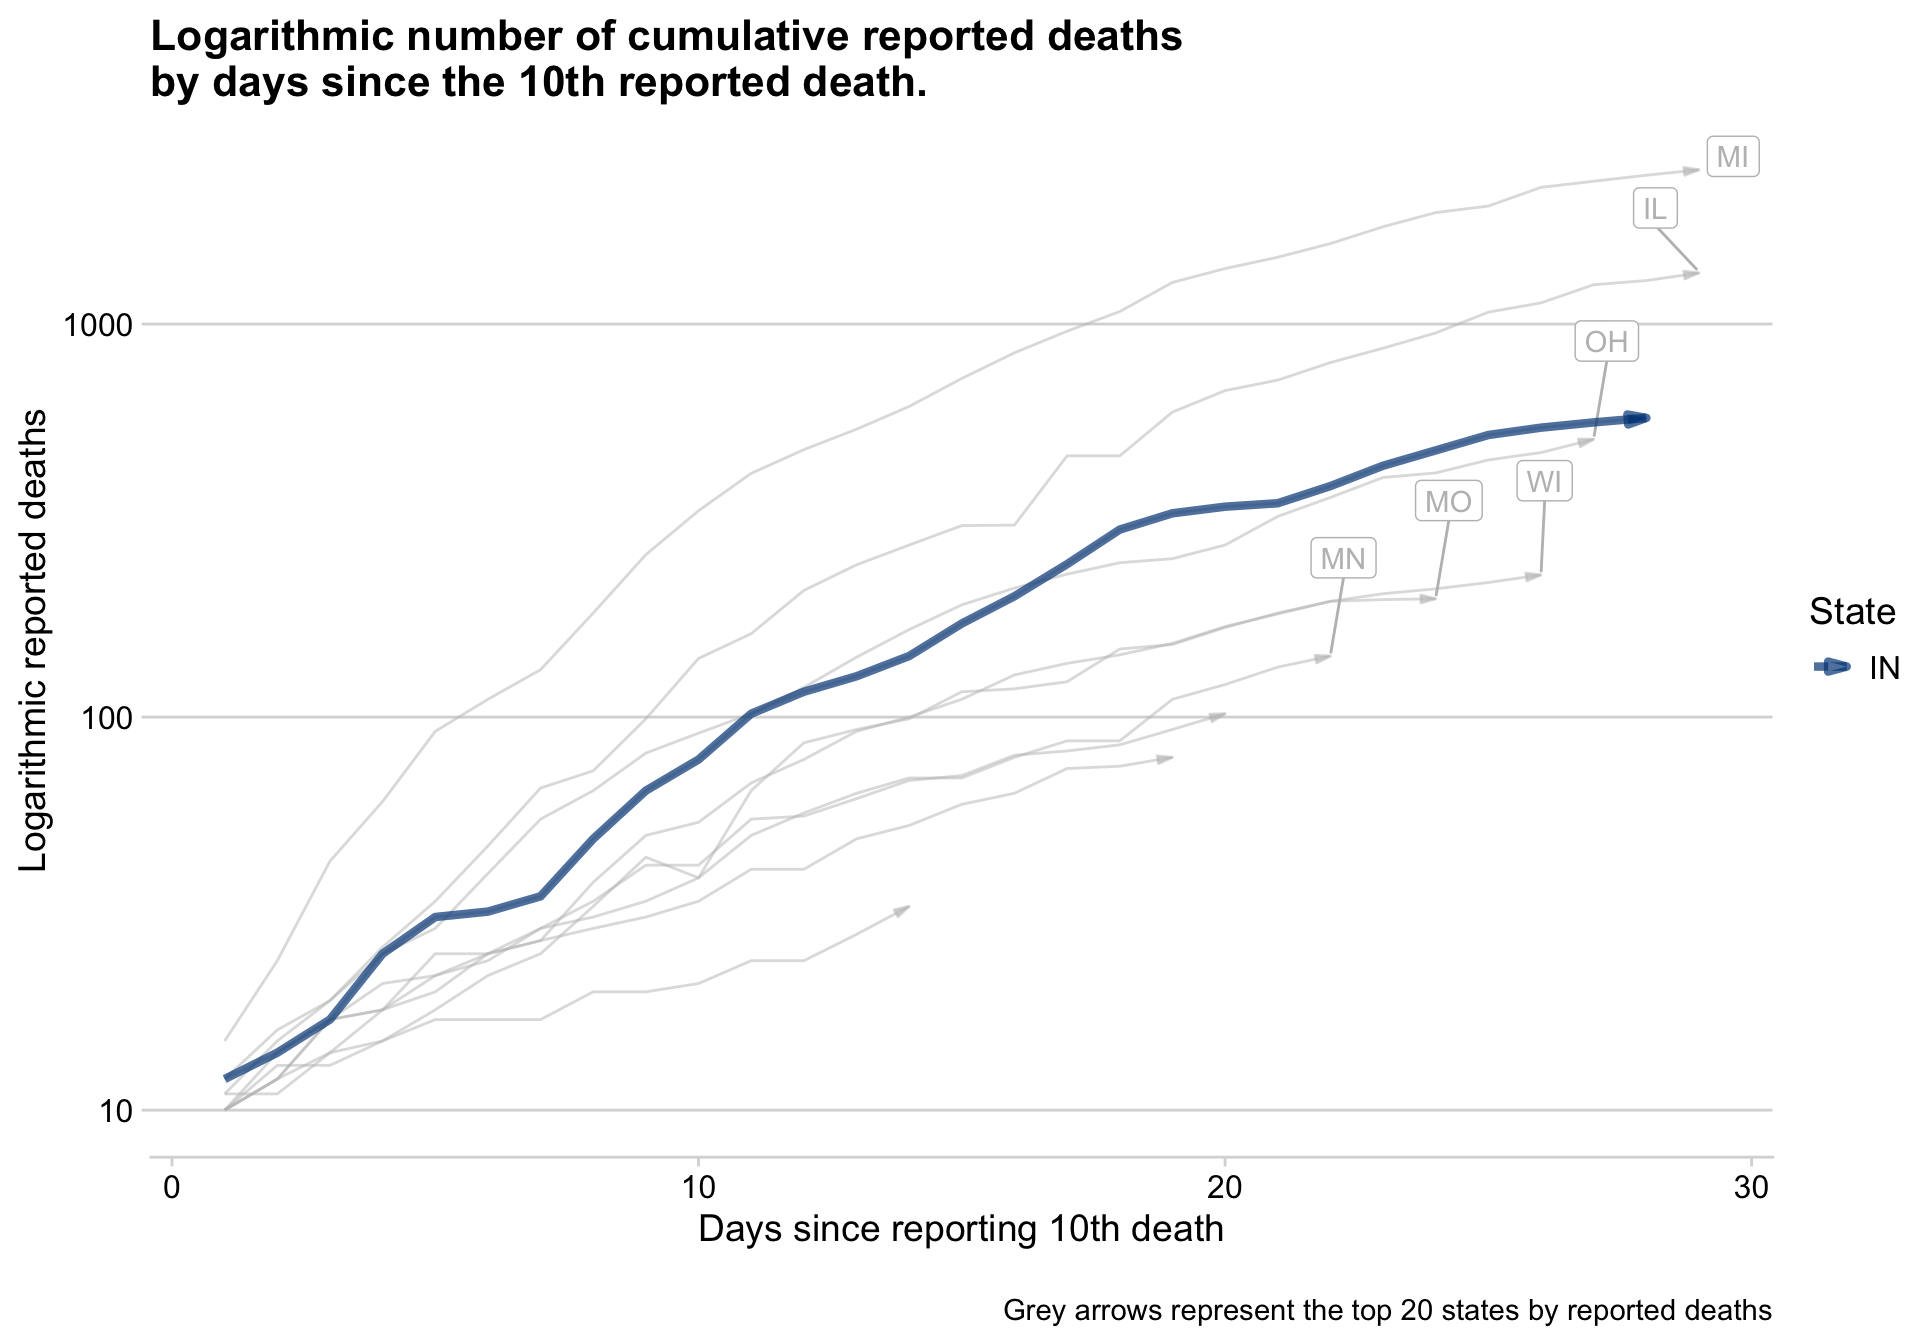 Logarithmic number of cumulative reported deaths
by days since the 10th reported death.
MI
IL
1000
OH
WI
MO
MN
Logarithmic reported deaths
State
IN
100
10
0 10 20 30
Days since reporting 10th death
Grey arrows represent the top 20 states by reported deaths